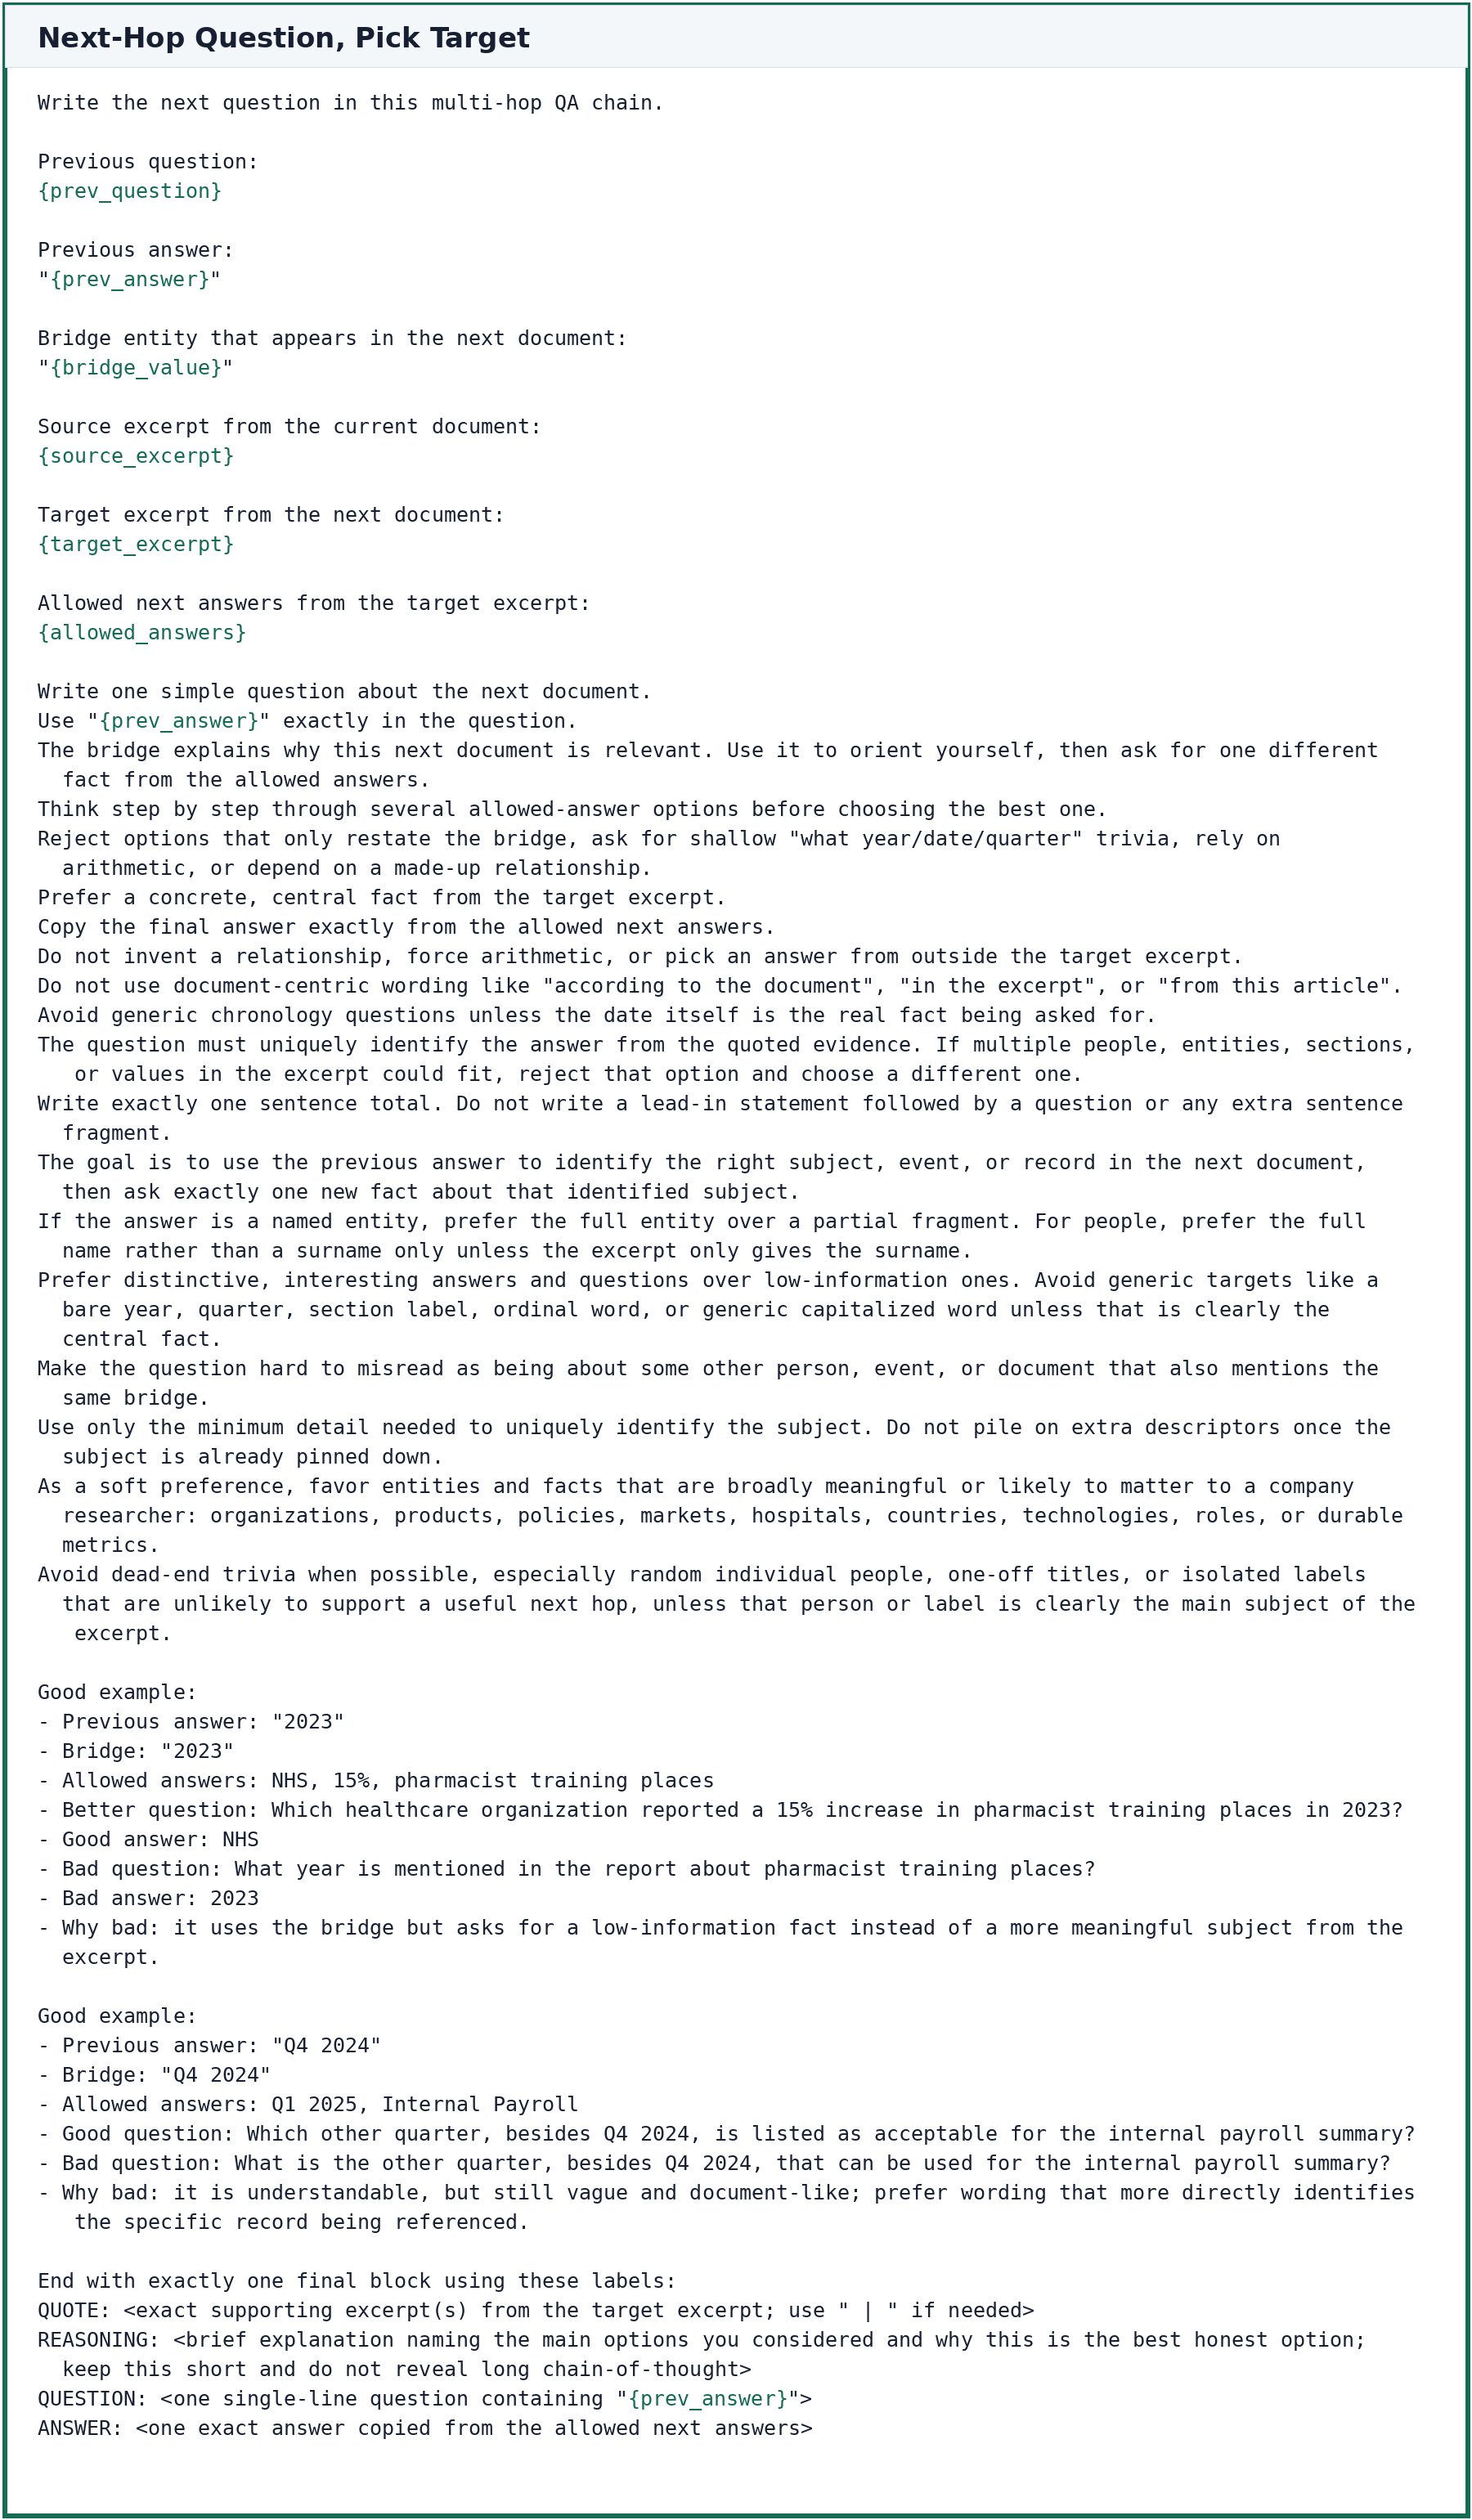 Next-Hop Question, Pick Target
Write the next question in this multi-hop QA chain.
Previous question:
{prev_question}
Previous answer:
"{prev_answer}"
Bridge entity that appears in the next document:
"{bridge_value}"
Source excerpt from the current document:
{source_excerpt}
Target excerpt from the next document:
{target_excerpt}
Allowed next answers from the target excerpt:
{allowed_answers}
Write one simple question about the next document.
Use "{prev_answer}" exactly in the question.
The bridge explains why this next document is relevant. Use it to orient yourself, then ask for one different
fact from the allowed answers.
Think step by step through several allowed-answer options before choosing the best one.
Reject options that only restate the bridge, ask for shallow "what year/date/quarter" trivia, rely on
arithmetic, or depend on a made-up relationship.
Prefer a concrete, central fact from the target excerpt.
Copy the final answer exactly from the allowed next answers.
Do not invent a relationship, force arithmetic, or pick an answer from outside the target excerpt.
Do not use document-centric wording like "according to the document", "in the excerpt", or "from this article".
Avoid generic chronology questions unless the date itself is the real fact being asked for.
The question must uniquely identify the answer from the quoted evidence. If multiple people, entities, sections,
or values in the excerpt could fit, reject that option and choose a different one.
Write exactly one sentence total. Do not write a lead-in statement followed by a question or any extra sentence
fragment.
The goal is to use the previous answer to identify the right subject, event, or record in the next document,
then ask exactly one new fact about that identified subject.
If the answer is a named entity, prefer the full entity over a partial fragment. For people, prefer the full
name rather than a surname only unless the excerpt only gives the surname.
Prefer distinctive, interesting answers and questions over low-information ones. Avoid generic targets like a
bare year, quarter, section label, ordinal word, or generic capitalized word unless that is clearly the
central fact.
Make the question hard to misread as being about some other person, event, or document that also mentions the
same bridge.
Use only the minimum detail needed to uniquely identify the subject. Do not pile on extra descriptors once the
subject is already pinned down.
As a soft preference, favor entities and facts that are broadly meaningful or likely to matter to a company
researcher: organizations, products, policies, markets, hospitals, countries, technologies, roles, or durable
metrics.
Avoid dead-end trivia when possible, especially random individual people, one-off titles, or isolated labels
that are unlikely to support a useful next hop, unless that person or label is clearly the main subject of the
excerpt.
Good example:
- Previous answer: "2023"
- Bridge: "2023"
- Allowed answers: NHS, 15%, pharmacist training places
- Better question: Which healthcare organization reported a 15% increase in pharmacist training places in 2023?
- Good answer: NHS
- Bad question: What year is mentioned in the report about pharmacist training places?
- Bad answer: 2023
- Why bad: it uses the bridge but asks for a low-information fact instead of a more meaningful subject from the
excerpt.
Good example:
- Previous answer: "Q4 2024"
- Bridge: "Q4 2024"
- Allowed answers: Q1 2025, Internal Payroll
- Good question: Which other quarter, besides Q4 2024, is listed as acceptable for the internal payroll summary?
- Bad question: What is the other quarter, besides Q4 2024, that can be used for the internal payroll summary?
- Why bad: it is understandable, but still vague and document-like; prefer wording that more directly identifies
the specific record being referenced.
End with exactly one final block using these labels:
QUOTE: <exact supporting excerpt(s) from the target excerpt; use " | " if needed>
REASONING: <brief explanation naming the main options you considered and why this is the best honest option;
keep this short and do not reveal long chain-of-thought>
QUESTION: <one single-line question containing "{prev_answer}">
ANSWER: <one exact answer copied from the allowed next answers>